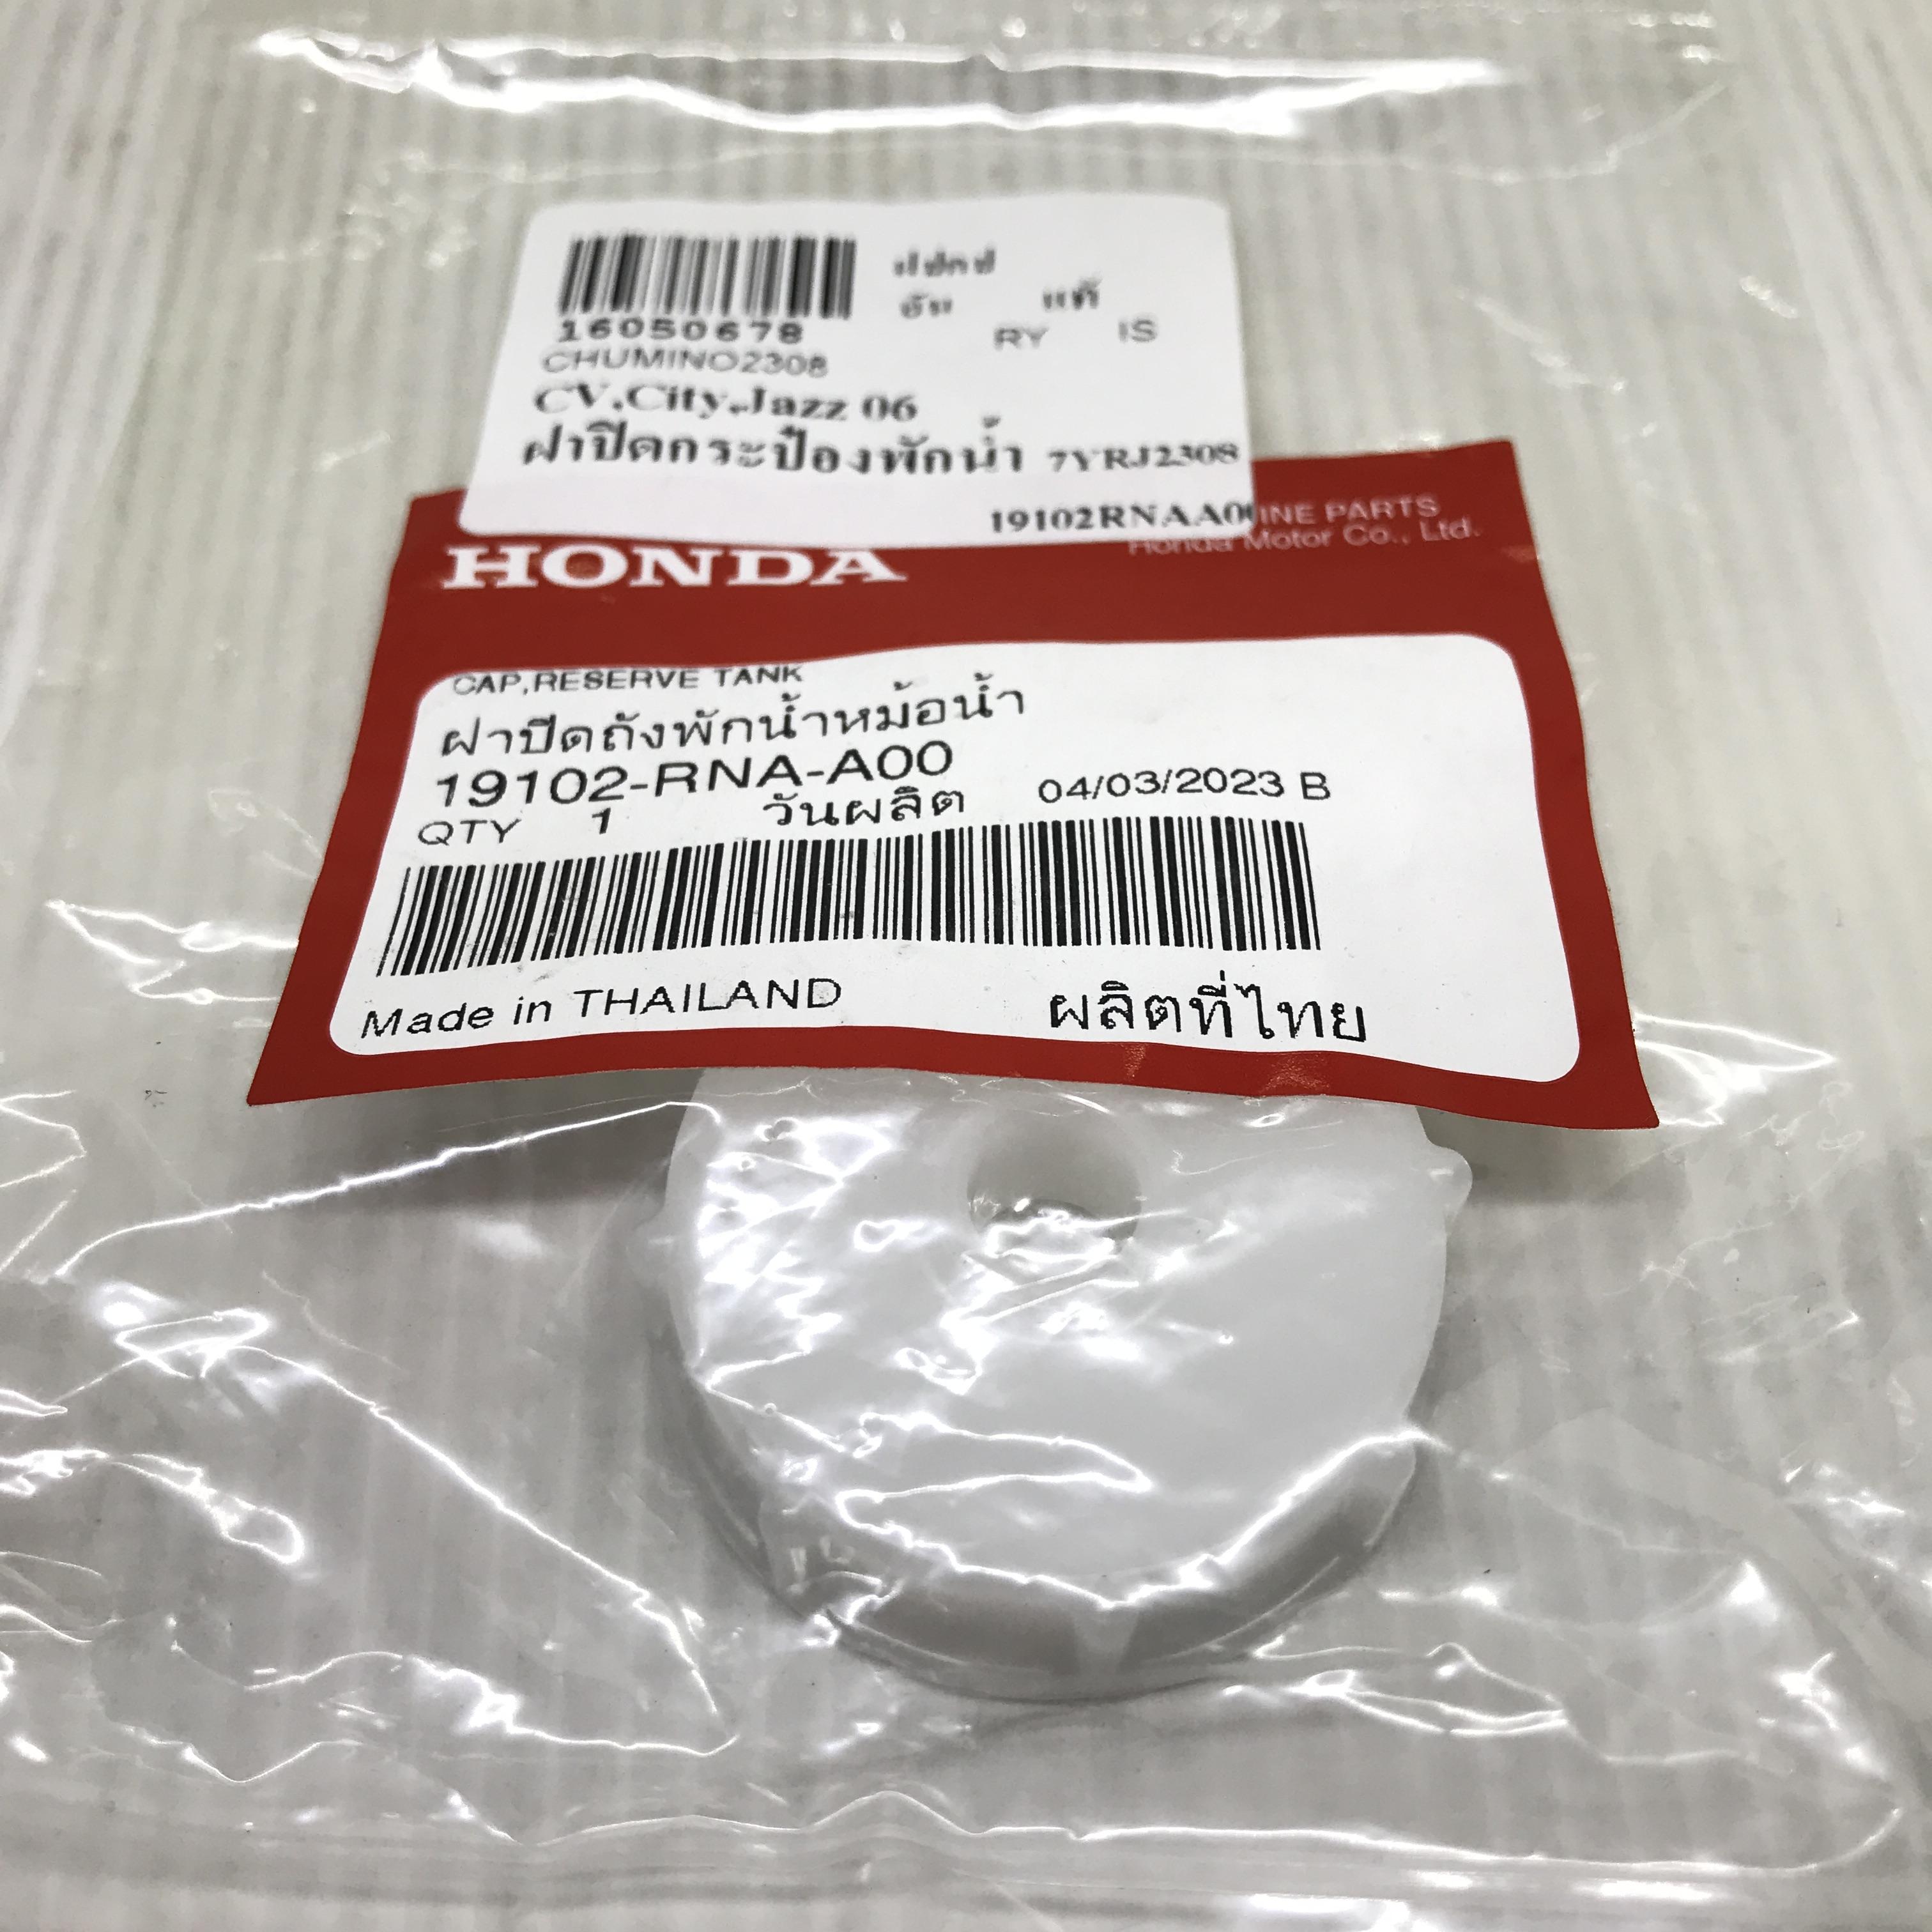 16050678
CHUMINO2308
RY IS
CV.City.Jazz 06
ฝาปิดกระป๋องพักน้ำ 7YRJ2308
19102RNAA0
INE PARTS
Honda Motor Co., Ltd.
HONDA
CAP,RESERVE TANK
ฝาปิดถังพักน้ำหม้อน้ำ
19102-RNA-A00
QTY 1 วันผลิต 04/03/2023 B
Made in THAILAND ผลิตที่ไทย